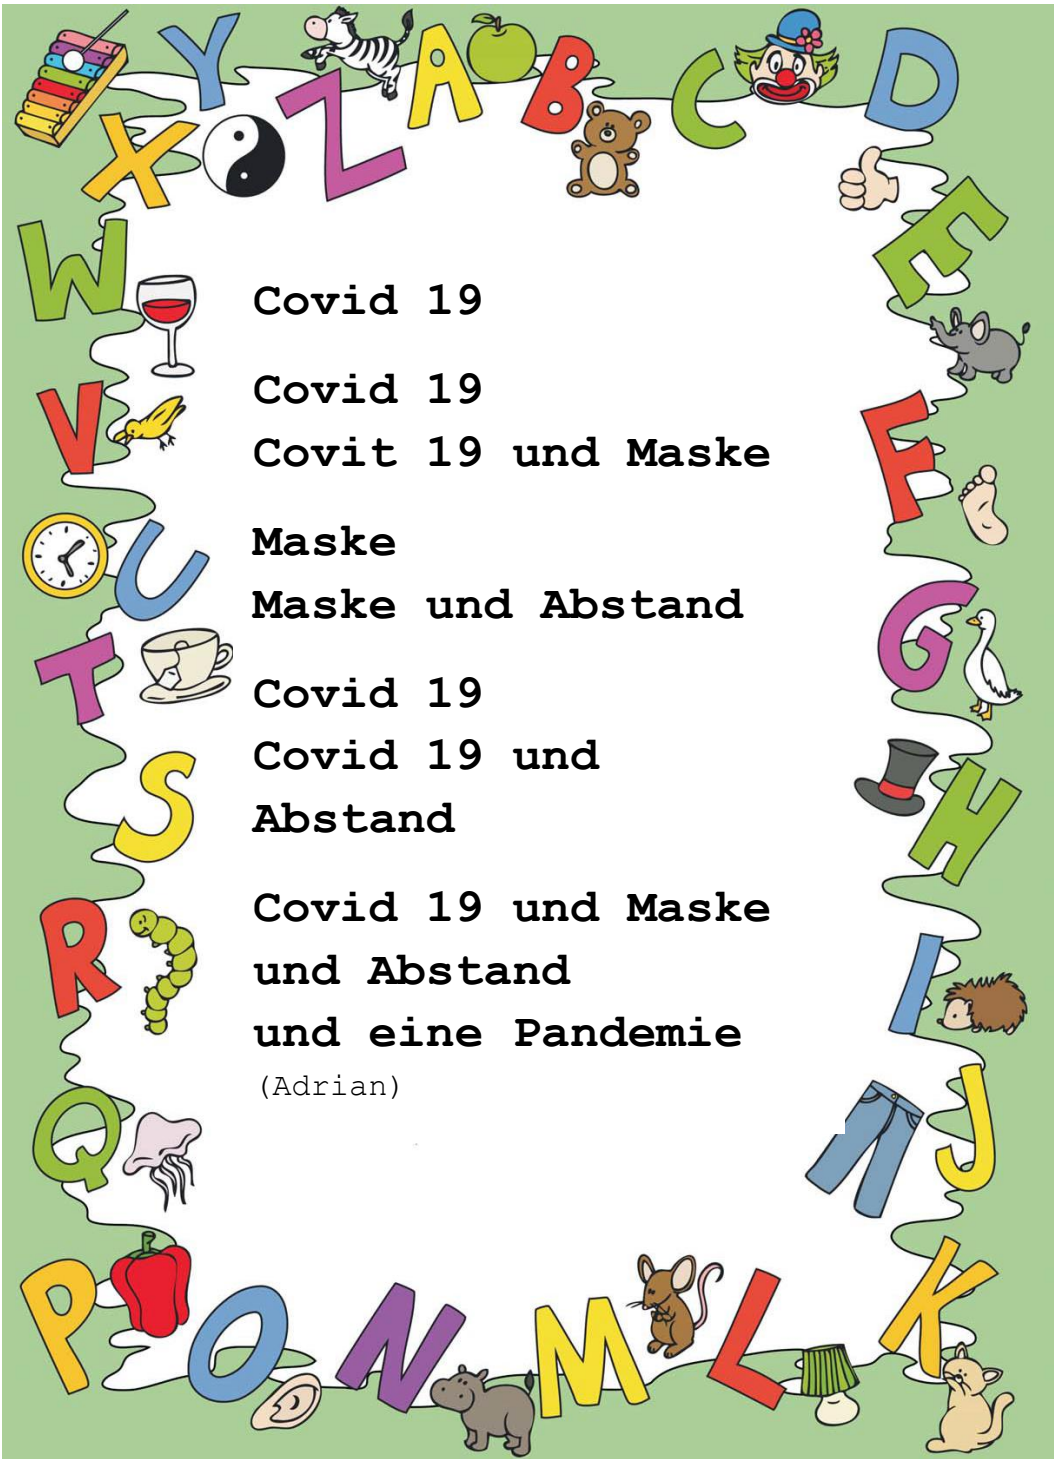 Y Z A B C D
X
W
E
V
F
U
G
T
S
H
R
I
Q
J
P O N M L K
Covid 19
Covid 19
Covit 19 und Maske
Maske
Maske und Abstand
Covid 19
Covid 19 und
Abstand
Covid 19 und Maske
und Abstand
und eine Pandemie
(Adrian)